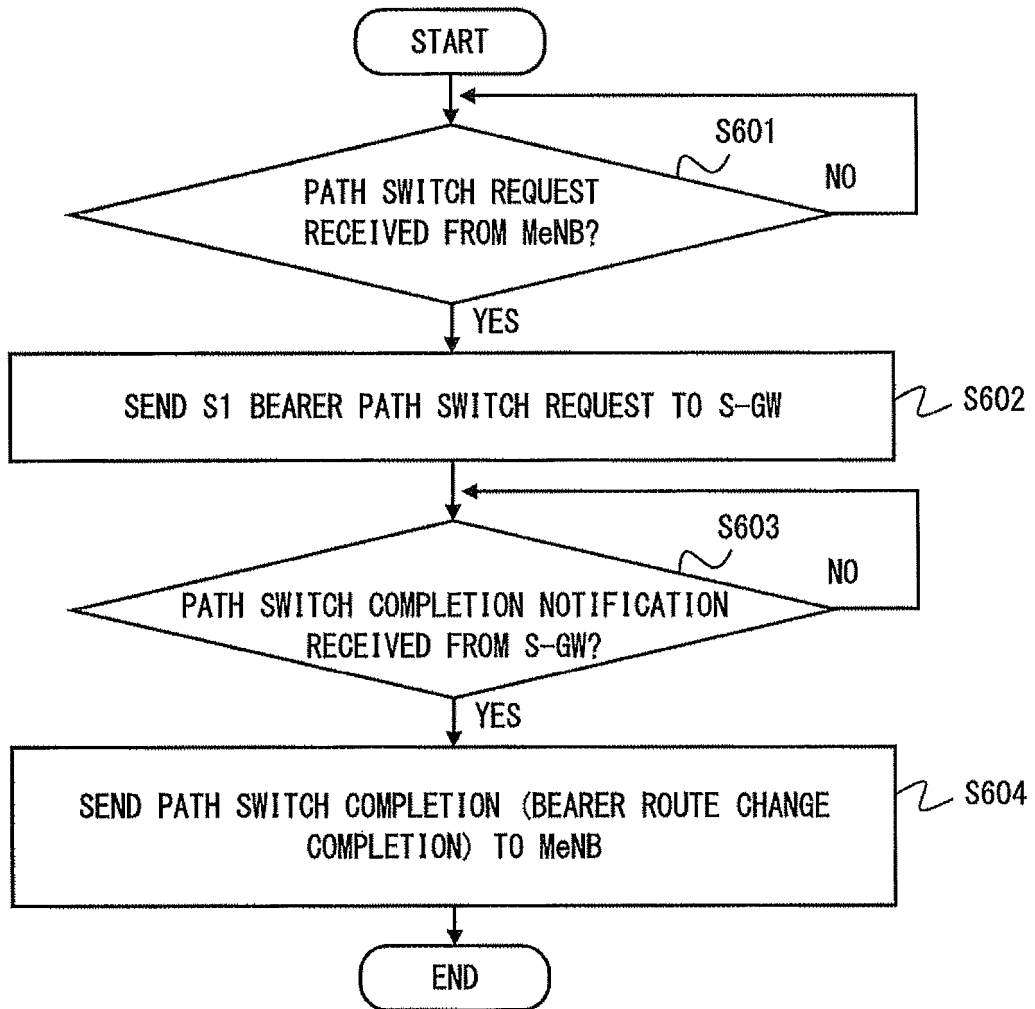 START
S601
PATH SWITCH REQUEST
RECEIVED FROM MeNB?
NO
YES
SEND S1 BEARER PATH SWITCH REQUEST TO S-GW
S602
S603
PATH SWITCH COMPLETION NOTIFICATION
RECEIVED FROM S-GW?
NO
YES
SEND PATH SWITCH COMPLETION (BEARER ROUTE CHANGE
COMPLETION) TO MeNB
S604
END